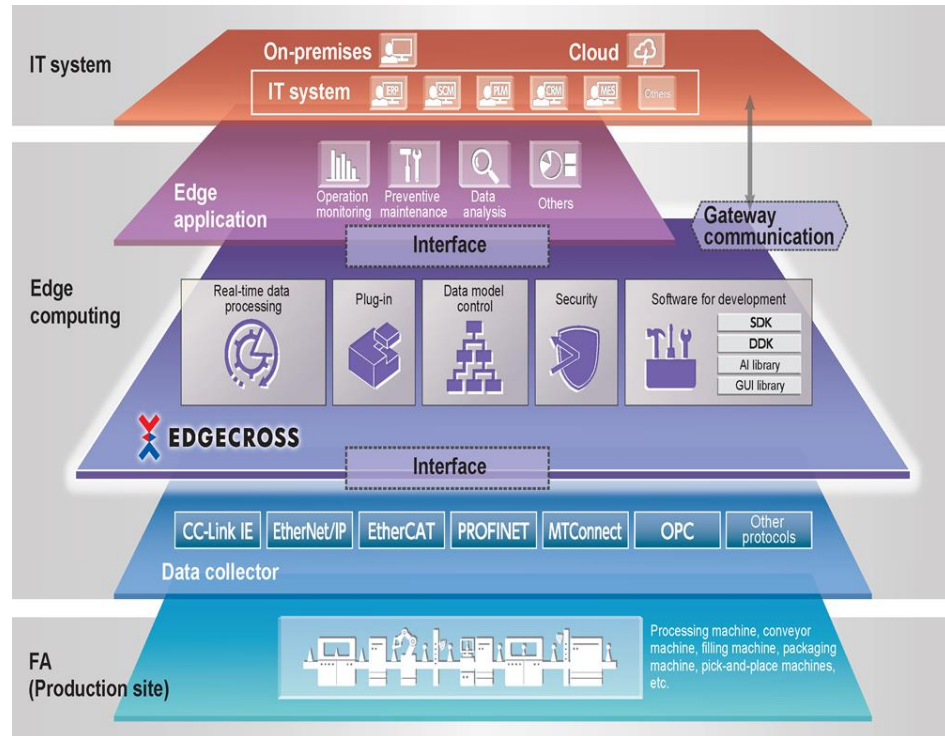 IT system
On-premises
Cloud
IT system
ERP
SCM
PLM
CRM
MES
Others
Edge
application
Operation
monitoring
Preventive
maintenance
Data
analysis
Others
Gateway
communication
Interface
Edge
computing
Real-time data
processing
Plug-in
Data model
control
Security
Software for development
SDK
DDK
AI library
GUI library
EDGECROSS
Interface
CC-Link IE
EtherNet/IP
EtherCAT
PROFINET
MTConnect
OPC
Other
protocols
Data collector
FA
(Production site)
Processing machine, conveyor
machine, filling machine, packaging
machine, pick-and-place machines,
etc.